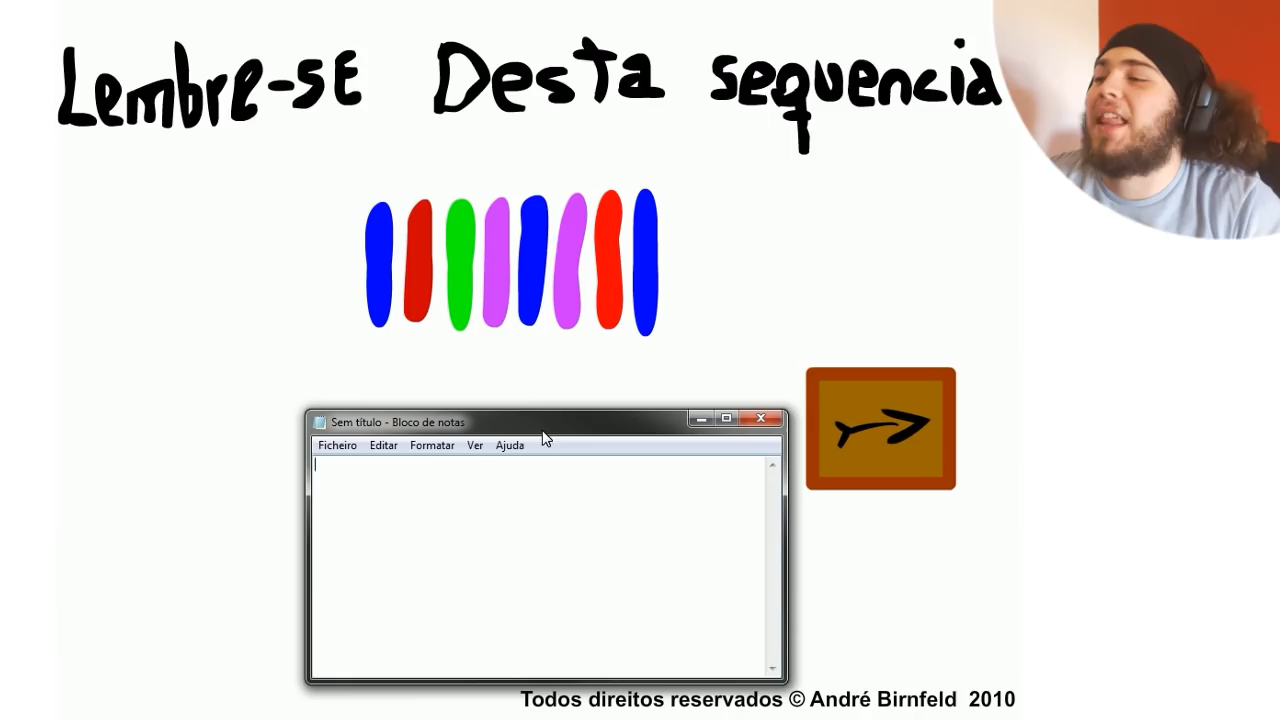 Lembre-se Desta sequencia
Sem título - Bloco de notas
Ficheiro Editar Formatar Ver Ajuda
Todos direitos reservados © André Birnfeld 2010